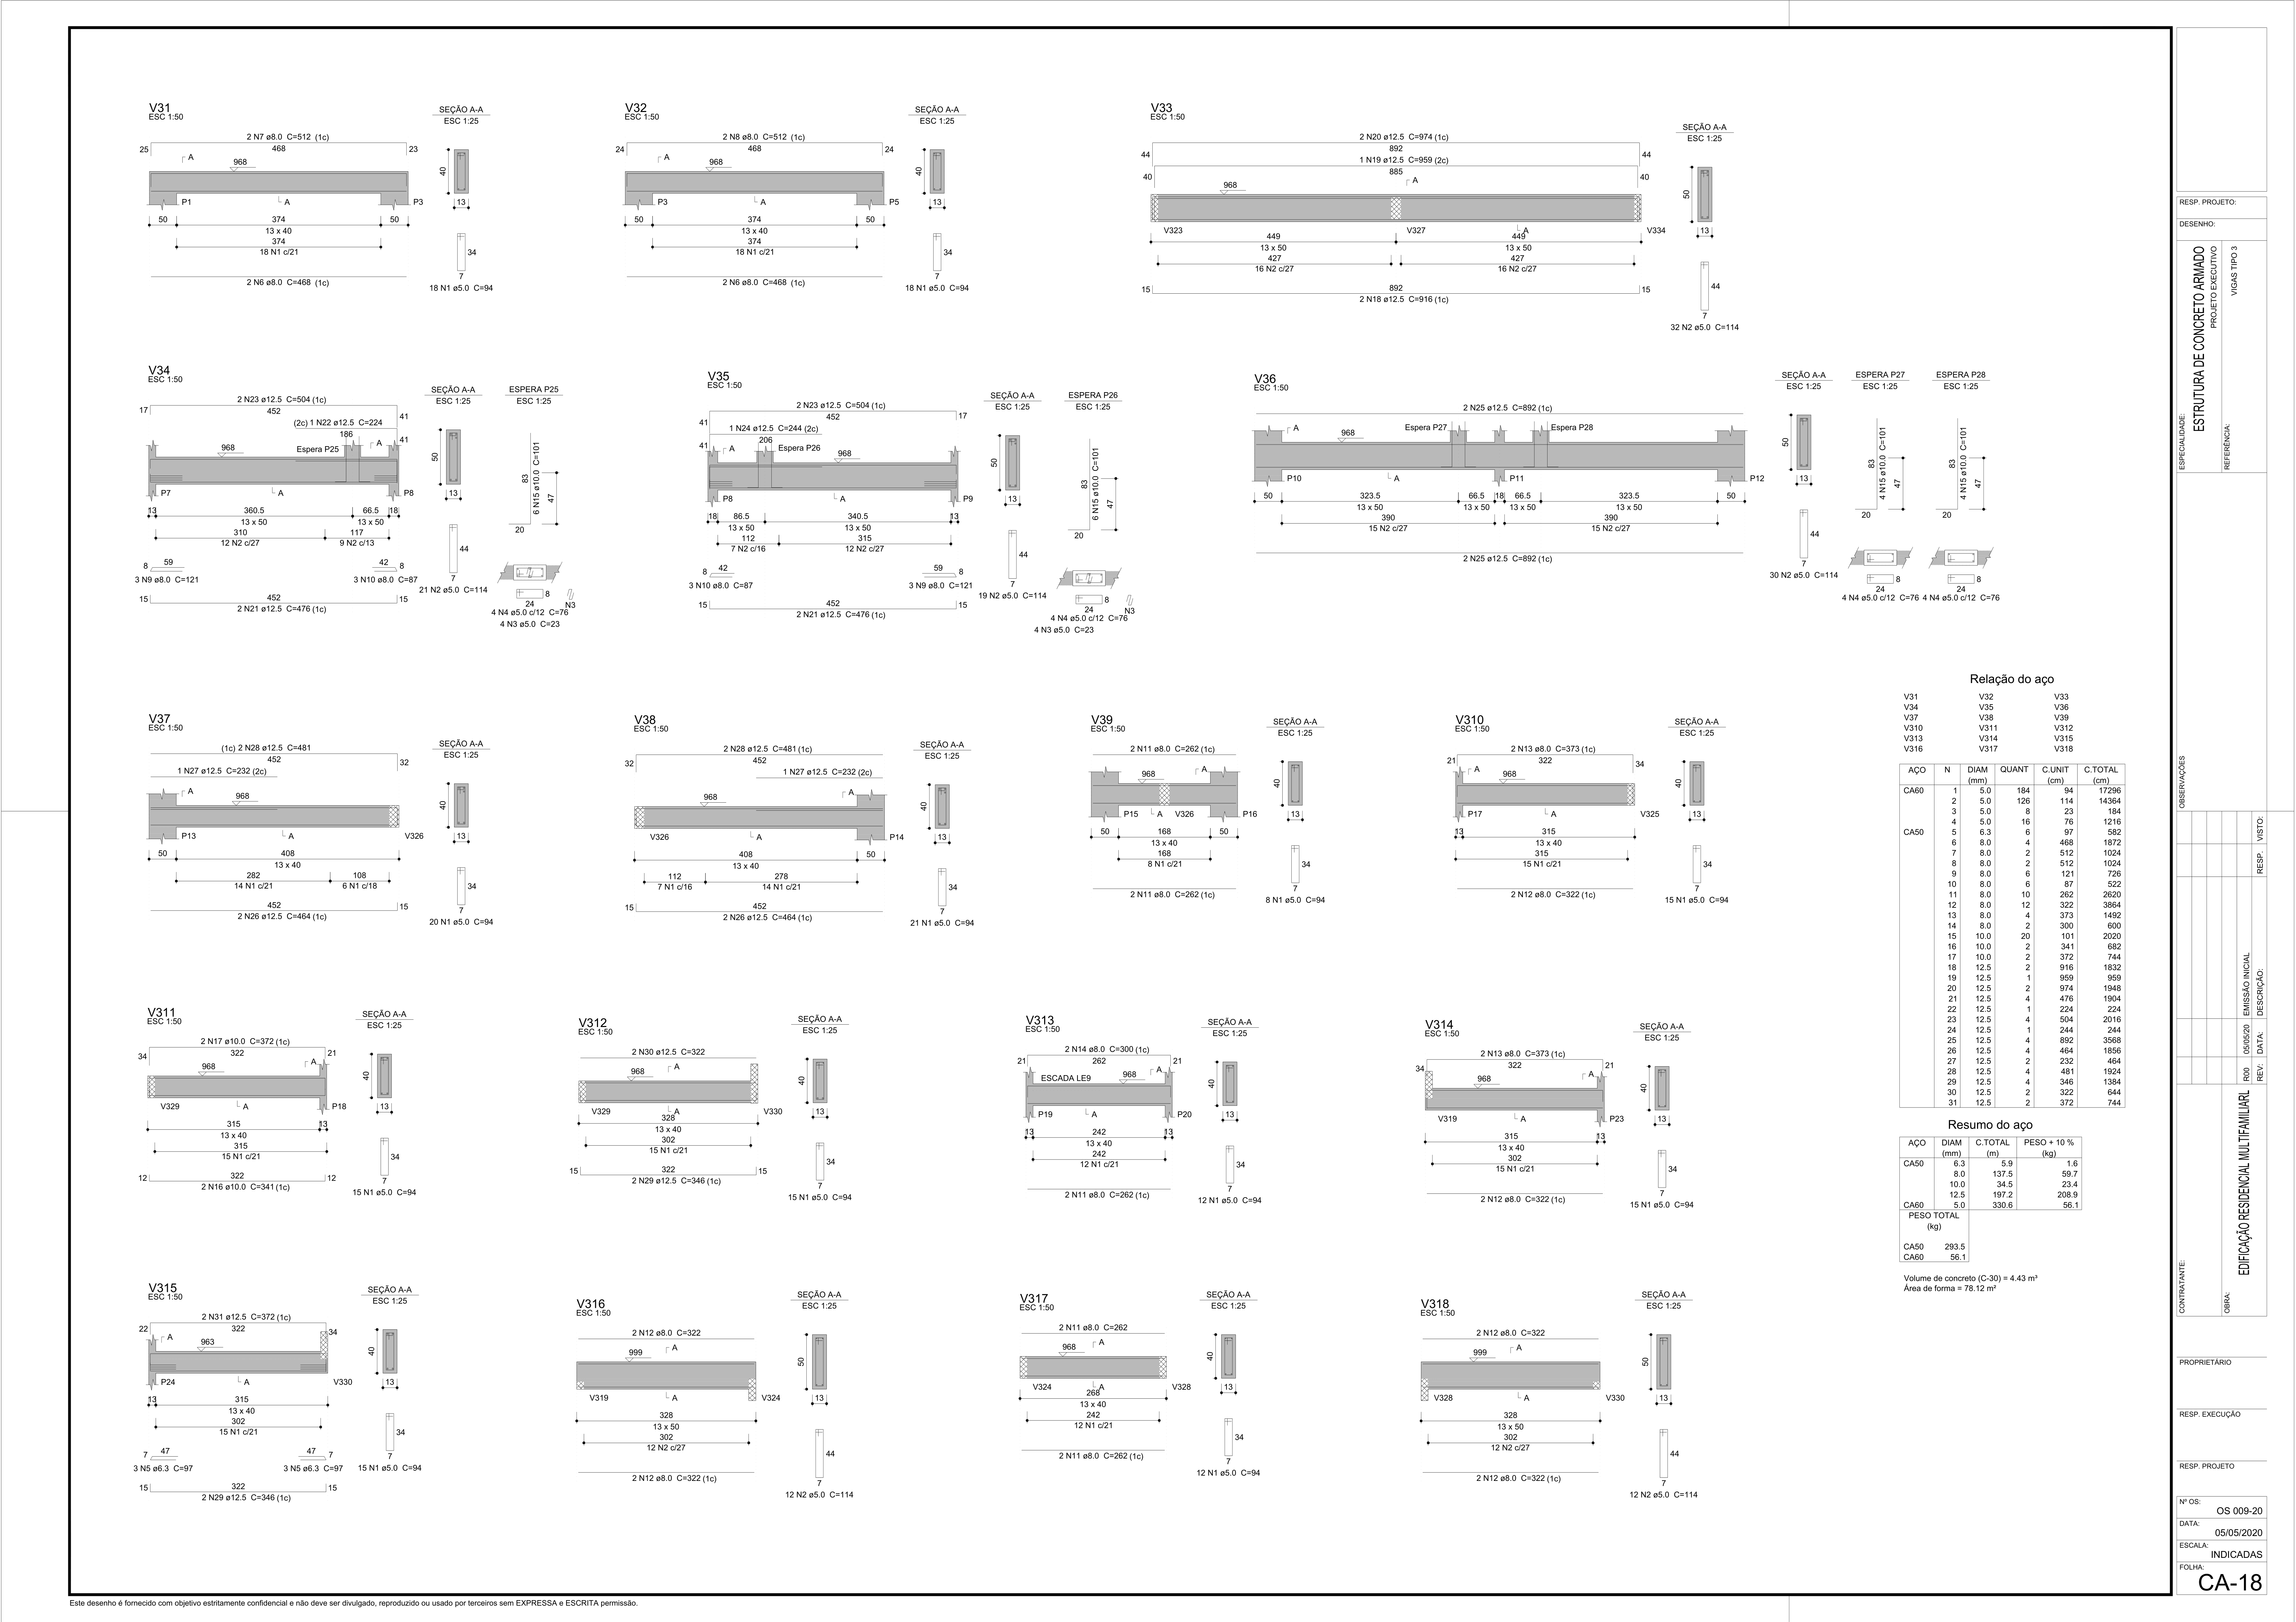 V31
ESC 1:50
2 N7 ø8.0 C=512 (1c)
25
468
23
A
968
P1
A
P3
50
374
50
13 x 40
374
18 N1 c/21
2 N6 ø8.0 C=468 (1c)
SEÇÃO A-A
ESC 1:25
40
13
34
7
18 N1 ø5.0 C=94
V32
ESC 1:50
2 N8 ø8.0 C=512 (1c)
24
468
24
A
968
P3
A
P5
50
374
50
13 x 40
374
18 N1 c/21
2 N6 ø8.0 C=468 (1c)
SEÇÃO A-A
ESC 1:25
40
13
34
7
18 N1 ø5.0 C=94
V33
ESC 1:50
2 N20 ø12.5 C=974 (1c)
44
892
44
1 N19 ø12.5 C=959 (2c)
40
885
40
A
968
V323
V327
A
V334
449
449
13 x 50
13 x 50
427
427
16 N2 c/27
16 N2 c/27
15
892
15
2 N18 ø12.5 C=916 (1c)
SEÇÃO A-A
ESC 1:25
50
13
44
7
32 N2 ø5.0 C=114
V34
ESC 1:50
2 N23 ø12.5 C=504 (1c)
17
452
41
(2c) 1 N22 ø12.5 C=224
186
41
A
968
Espera P25
P7
A
P8
13
360.5
66.5
18
13 x 50
13 x 50
310
117
12 N2 c/27
9 N2 c/13
8
59
42
8
3 N9 ø8.0 C=121
3 N10 ø8.0 C=87
15
452
15
2 N21 ø12.5 C=476 (1c)
SEÇÃO A-A
ESC 1:25
50
13
44
7
21 N2 ø5.0 C=114
ESPERA P25
ESC 1:25
83
6 N15 ø10.0 C=101
47
20
8
24
N3
4 N4 ø5.0 c/12 C=76
4 N3 ø5.0 C=23
V35
ESC 1:50
2 N23 ø12.5 C=504 (1c)
452
17
41
1 N24 ø12.5 C=244 (2c)
41
206
A
Espera P26
968
P8
A
P9
18
86.5
340.5
13
13 x 50
13 x 50
112
315
7 N2 c/16
12 N2 c/27
8
42
59
8
3 N10 ø8.0 C=87
3 N9 ø8.0 C=121
15
452
15
2 N21 ø12.5 C=476 (1c)
SEÇÃO A-A
ESC 1:25
50
13
44
7
19 N2 ø5.0 C=114
ESPERA P26
ESC 1:25
83
6 N15 ø10.0 C=101
47
20
8
24
N3
4 N4 ø5.0 c/12 C=76
4 N3 ø5.0 C=23
V36
ESC 1:50
2 N25 ø12.5 C=892 (1c)
A
968
Espera P27
Espera P28
P10
A
P11
P12
50
323.5
66.5
18
66.5
323.5
50
13 x 50
13 x 50
13 x 50
13 x 50
390
390
15 N2 c/27
15 N2 c/27
2 N25 ø12.5 C=892 (1c)
SEÇÃO A-A
ESC 1:25
50
13
44
7
30 N2 ø5.0 C=114
ESPERA P27
ESC 1:25
83
4 N15 ø10.0 C=101
47
20
8
24
4 N4 ø5.0 c/12 C=76
ESPERA P28
ESC 1:25
83
4 N15 ø10.0 C=101
47
20
8
24
4 N4 ø5.0 c/12 C=76
V37
ESC 1:50
(1c) 2 N28 ø12.5 C=481
452
32
1 N27 ø12.5 C=232 (2c)
A
968
P13
A
V326
50
408
13 x 40
282
108
14 N1 c/21
6 N1 c/18
452
15
2 N26 ø12.5 C=464 (1c)
SEÇÃO A-A
ESC 1:25
40
13
34
7
20 N1 ø5.0 C=94
V38
ESC 1:50
2 N28 ø12.5 C=481 (1c)
32
452
1 N27 ø12.5 C=232 (2c)
968
A
V326
A
P14
408
50
13 x 40
112
278
7 N1 c/16
14 N1 c/21
15
452
2 N26 ø12.5 C=464 (1c)
SEÇÃO A-A
ESC 1:25
40
13
34
7
21 N1 ø5.0 C=94
V39
ESC 1:50
2 N11 ø8.0 C=262 (1c)
968
A
P15
A
V326
P16
50
168
50
13 x 40
168
8 N1 c/21
2 N11 ø8.0 C=262 (1c)
SEÇÃO A-A
ESC 1:25
40
13
34
7
8 N1 ø5.0 C=94
V310
ESC 1:50
2 N13 ø8.0 C=373 (1c)
21
322
34
A
968
P17
A
V325
13
315
13 x 40
315
15 N1 c/21
2 N12 ø8.0 C=322 (1c)
SEÇÃO A-A
ESC 1:25
40
13
34
7
15 N1 ø5.0 C=94
V311
ESC 1:50
2 N17 ø10.0 C=372 (1c)
34
322
21
968
A
V329
A
P18
315
13
13 x 40
315
15 N1 c/21
12
322
12
2 N16 ø10.0 C=341 (1c)
SEÇÃO A-A
ESC 1:25
40
13
34
7
15 N1 ø5.0 C=94
V312
ESC 1:50
2 N30 ø12.5 C=322
968
A
V329
A
V330
328
13 x 40
302
15 N1 c/21
15
322
15
2 N29 ø12.5 C=346 (1c)
SEÇÃO A-A
ESC 1:25
40
13
34
7
15 N1 ø5.0 C=94
V313
ESC 1:50
2 N14 ø8.0 C=300 (1c)
21
262
21
ESCADA LE9
968
A
P19
A
P20
13
242
13
13 x 40
242
12 N1 c/21
2 N11 ø8.0 C=262 (1c)
SEÇÃO A-A
ESC 1:25
40
13
34
7
12 N1 ø5.0 C=94
V314
ESC 1:50
2 N13 ø8.0 C=373 (1c)
34
322
21
968
A
V319
A
P23
315
13
13 x 40
302
15 N1 c/21
2 N12 ø8.0 C=322 (1c)
SEÇÃO A-A
ESC 1:25
40
13
34
7
15 N1 ø5.0 C=94
V315
ESC 1:50
2 N31 ø12.5 C=372 (1c)
22
322
34
A
963
P24
A
V330
13
315
13 x 40
302
15 N1 c/21
7
47
47
7
3 N5 ø6.3 C=97
3 N5 ø6.3 C=97
15
322
15
2 N29 ø12.5 C=346 (1c)
SEÇÃO A-A
ESC 1:25
40
13
34
7
15 N1 ø5.0 C=94
V316
ESC 1:50
2 N12 ø8.0 C=322
999
A
V319
A
V324
328
13 x 50
302
12 N2 c/27
2 N12 ø8.0 C=322 (1c)
SEÇÃO A-A
ESC 1:25
50
13
44
7
12 N2 ø5.0 C=114
V317
ESC 1:50
2 N11 ø8.0 C=262
968
A
V324
A
V328
268
13 x 40
242
12 N1 c/21
2 N11 ø8.0 C=262 (1c)
SEÇÃO A-A
ESC 1:25
40
13
34
7
12 N1 ø5.0 C=94
V318
ESC 1:50
2 N12 ø8.0 C=322
999
A
V328
A
V330
328
13 x 50
302
12 N2 c/27
2 N12 ø8.0 C=322 (1c)
SEÇÃO A-A
ESC 1:25
50
13
44
7
12 N2 ø5.0 C=114
Relação do aço
V31 V32 V33
V34 V35 V36
V37 V38 V39
V310 V311 V312
V313 V314 V315
V316 V317 V318
AÇO N DIAM QUANT C.UNIT C.TOTAL
(mm) (cm) (cm)
CA60 1 5.0 184 94 17296
2 5.0 126 114 14364
3 5.0 8 23 184
4 5.0 16 76 1216
CA50 5 6.3 6 97 582
6 8.0 4 468 1872
7 8.0 2 512 1024
8 8.0 2 512 1024
9 8.0 6 121 726
10 8.0 6 87 522
11 8.0 10 262 2620
12 8.0 12 322 3864
13 8.0 4 373 1492
14 8.0 2 300 600
15 10.0 20 101 2020
16 10.0 2 341 682
17 10.0 2 372 744
18 12.5 2 916 1832
19 12.5 1 959 959
20 12.5 2 974 1948
21 12.5 4 476 1904
22 12.5 1 224 224
23 12.5 4 504 2016
24 12.5 1 244 244
25 12.5 4 892 3568
26 12.5 4 464 1856
27 12.5 2 232 464
28 12.5 4 481 1924
29 12.5 4 346 1384
30 12.5 2 322 644
31 12.5 2 372 744
Resumo do aço
AÇO DIAM C.TOTAL PESO + 10 %
(mm) (m) (kg)
CA50 6.3 5.9 1.6
8.0 137.5 59.7
10.0 34.5 23.4
12.5 197.2 208.9
CA60 5.0 330.6 56.1
PESO TOTAL
(kg)
CA50 293.5
CA60 56.1
Volume de concreto (C-30) = 4.43 m³
Área de forma = 78.12 m²
RESP. PROJETO:
DESENHO:
ESPECIALIDADE:
ESTRUTURA DE CONCRETO ARMADO
PROJETO EXECUTIVO
REFERÊNCIA:
VIGAS TIPO 3
OBSERVAÇÕES
R00 05/05/20 EMISSÃO INICIAL
REV: DATA: DESCRIÇÃO: RESP. VISTO:
CONTRATANTE:
OBRA:
EDIFICAÇÃO RESIDENCIAL MULTIFAMILIARL
PROPRIETÁRIO
RESP. EXECUÇÃO
RESP. PROJETO
Nº OS:
OS 009-20
DATA:
05/05/2020
ESCALA:
INDICADAS
FOLHA:
CA-18
Este desenho é fornecido com objetivo estritamente confidencial e não deve ser divulgado, reproduzido ou usado por terceiros sem EXPRESSA e ESCRITA permissão.